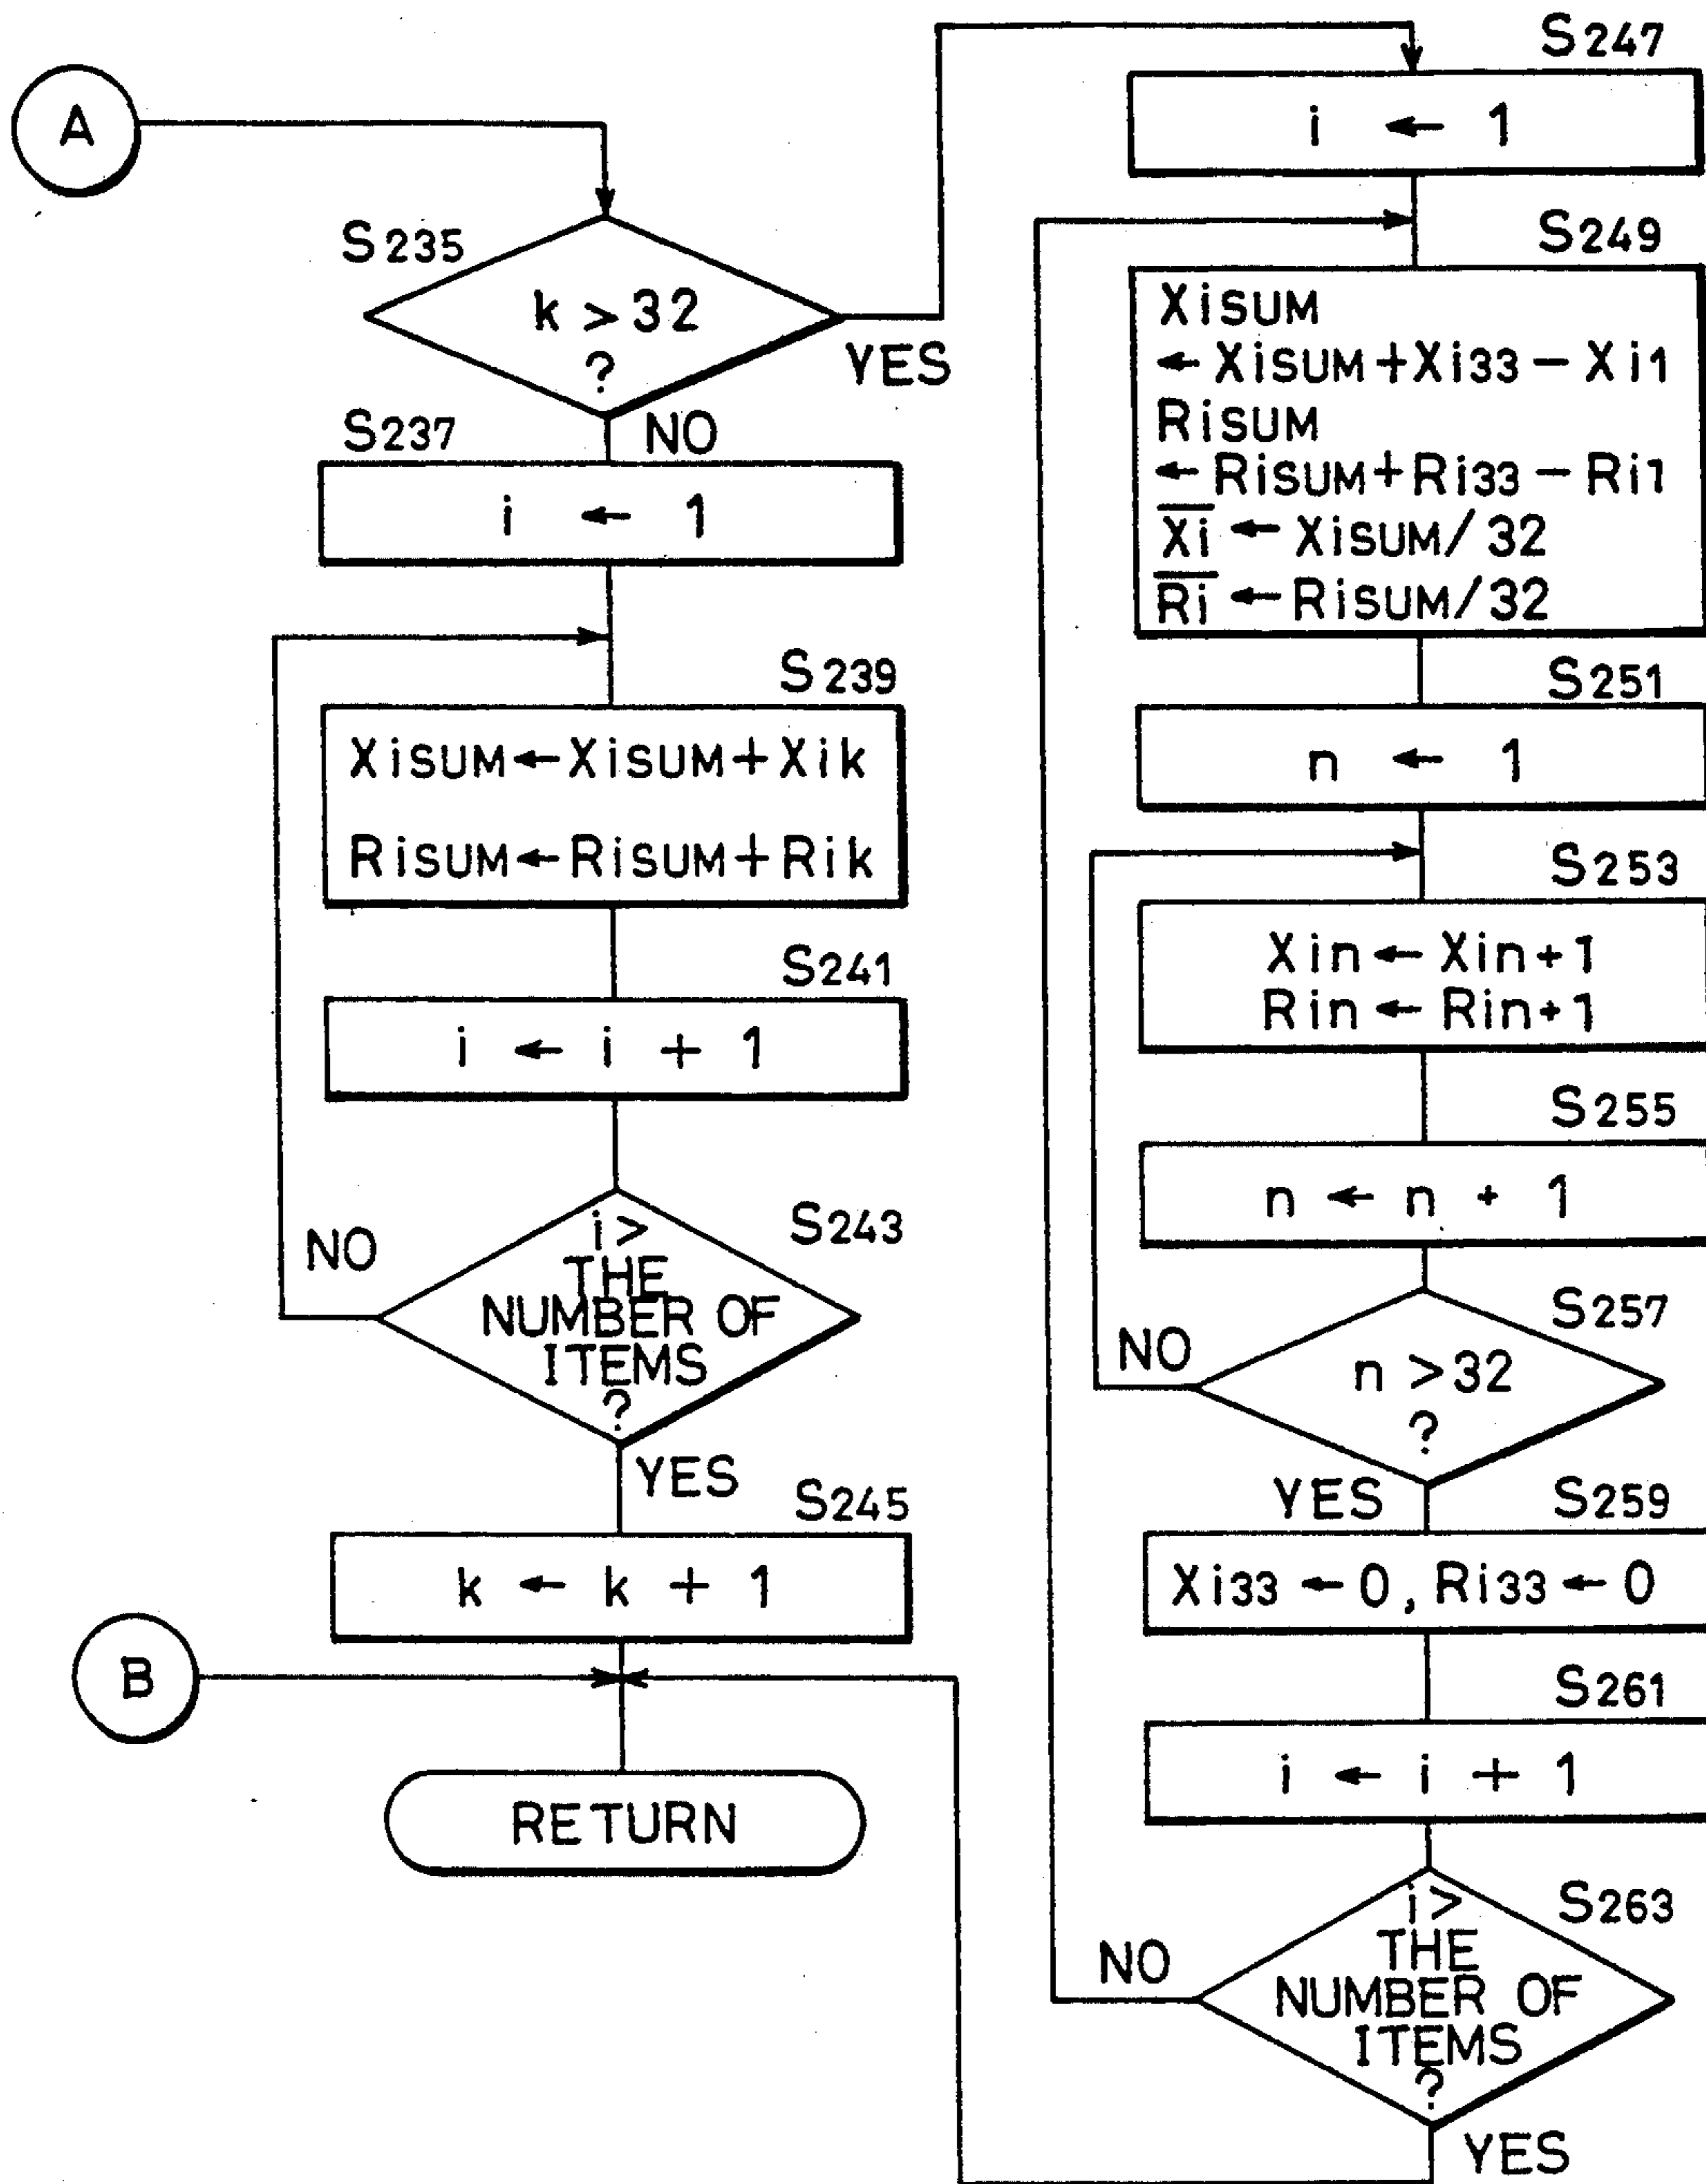 A
S235
k > 32
?
YES
NO
S237
i ← 1
S239
XiSUM ← XiSUM + Xik
RiSUM ← RiSUM + Rik
S241
i ← i + 1
S243
i >
THE
NUMBER OF
ITEMS
?
NO
YES
S245
k ← k + 1
B
RETURN
S247
i ← 1
S249
XiSUM
← XiSUM + Xi33 − Xi1
RiSUM
← RiSUM + Ri33 − Ri1
X̅i̅ ← XiSUM / 32
R̅i̅ ← RiSUM / 32
S251
n ← 1
S253
Xin ← Xin+1
Rin ← Rin+1
S255
n ← n + 1
S257
n > 32
?
NO
YES
S259
Xi33 ← 0, Ri33 ← 0
S261
i ← i + 1
S263
i >
THE
NUMBER OF
ITEMS
?
NO
YES